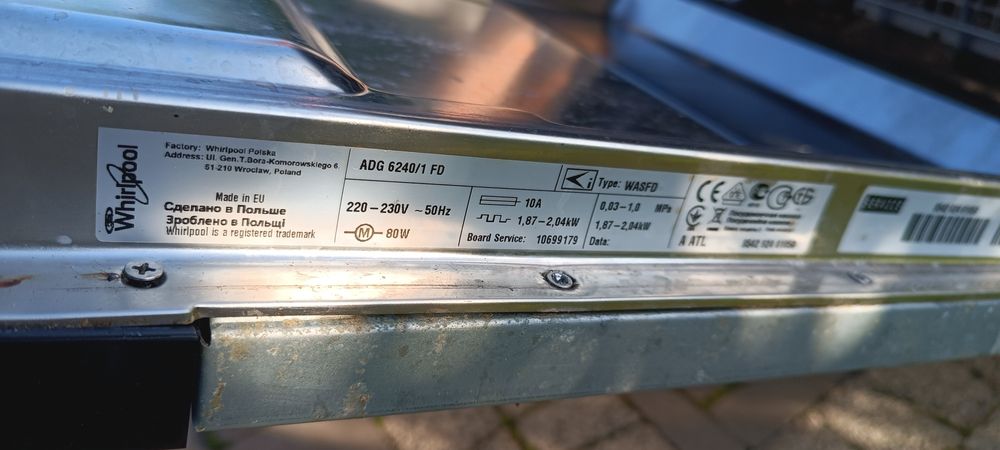 Whirlpool
Factory: Whirlpool Polska
Address: Ul. Gen.T.Bora-Komorowskiego 6
51-210 Wrocław, Poland
Made in EU
Сделано в Польше
Зроблено в Польщі
Whirlpool is a registered trademark
ADG 6240/1 FD
220-230V ~50Hz
M 80W
Type: WASFD
10A
1,87-2,04kW
Board Service: 10699179
0,03-1,0 MPa
1,87-2,04kW
Data:
CE
A ATL
SERVICE